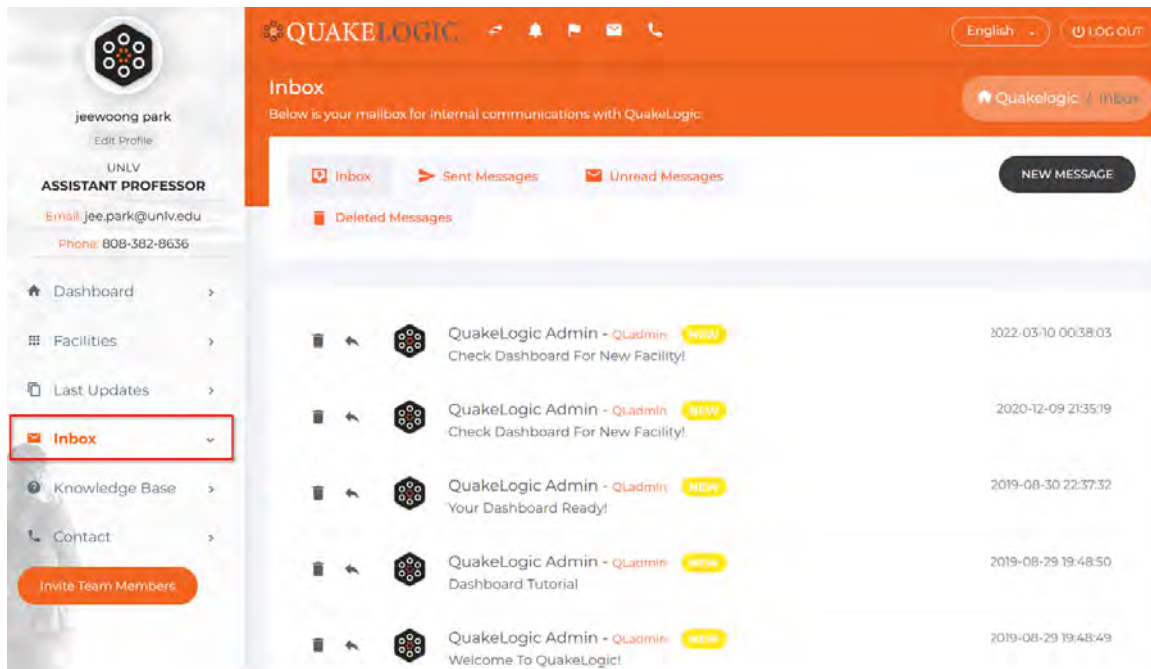 jeewoong park
Edit Profile
UNLV
ASSISTANT PROFESSOR
Email: jee.park@unlv.edu
Phone: 808-382-8636
Dashboard
Facilities
Last Updates
Inbox
Knowledge Base
Contact
Invite Team Members
QUAKELOGIC
English
LOG OUT
Inbox
Below is your mailbox for internal communications with QuakeLogic.
Quakelogic / Inbox
Inbox
Sent Messages
Unread Messages
NEW MESSAGE
Deleted Messages
QuakeLogic Admin - QLadmin NEW
2022-03-10 00:38:03
Check Dashboard For New Facility!
QuakeLogic Admin - QLadmin NEW
2020-12-09 21:35:19
Check Dashboard For New Facility!
QuakeLogic Admin - QLadmin NEW
2019-08-30 22:37:32
Your Dashboard Ready!
QuakeLogic Admin - QLadmin NEW
2019-08-29 19:48:50
Dashboard Tutorial
QuakeLogic Admin - QLadmin NEW
2019-08-29 19:48:49
Welcome To QuakeLogic!